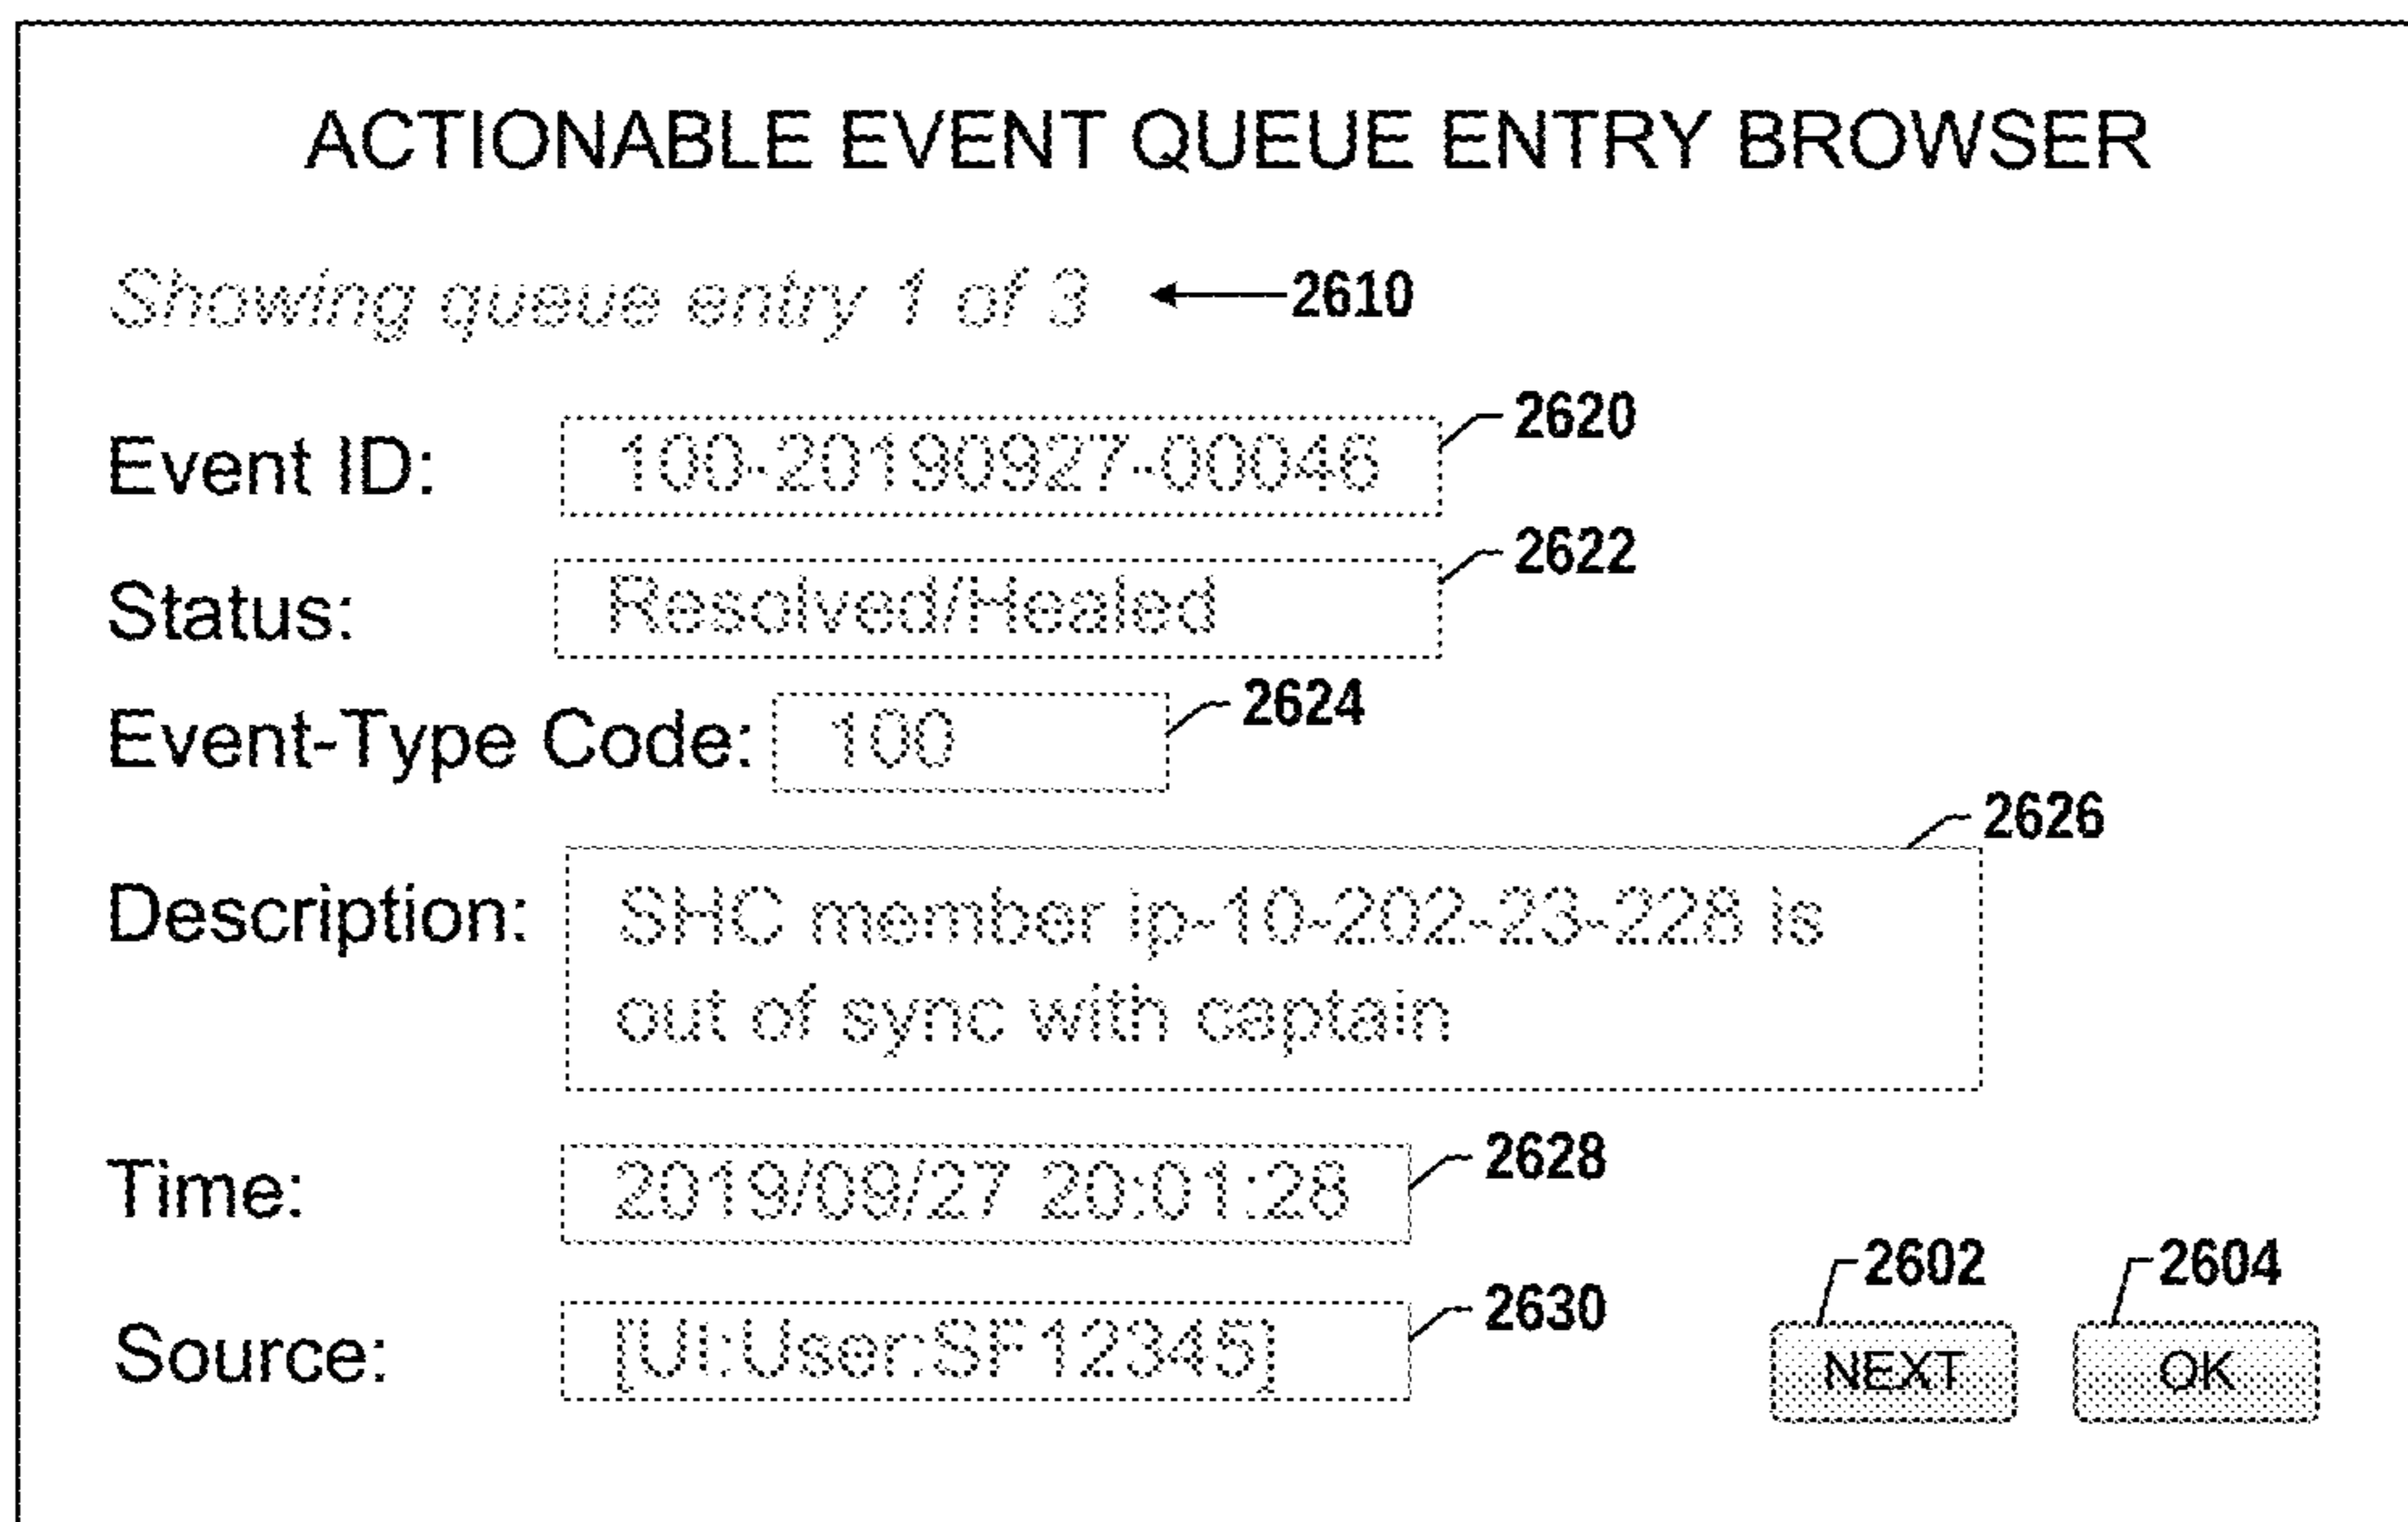 ACTIONABLE EVENT QUEUE ENTRY BROWSER
Showing queue entry 1 of 3 2610
Event ID: 100-20190927-00046 2620
Status: Resolved/Healed 2622
Event-Type Code: 100 2624
2626
Description: SHC member ip-10-202-23-228 is
out of sync with captain
Time: 2019/09/27 20:01:28 2628
2602 2604
Source: [UI:User:SF12345] 2630 NEXT OK